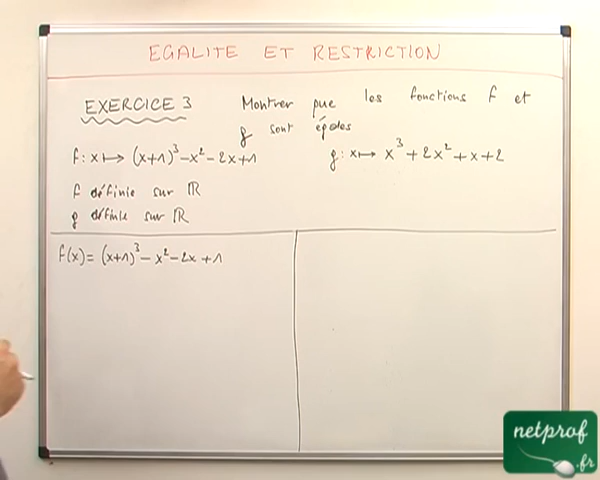 EGALITE ET RESTRICTION
EXERCICE 3 Montrer que les fonctions f et
g sont égales
f: x ↦ (x+1)³-x²-2x+1 g: x ↦ x³+2x²+x+2
f définie sur ℝ
g définie sur ℝ
f(x)= (x+1)³-x²-2x+1
netprof
.fr